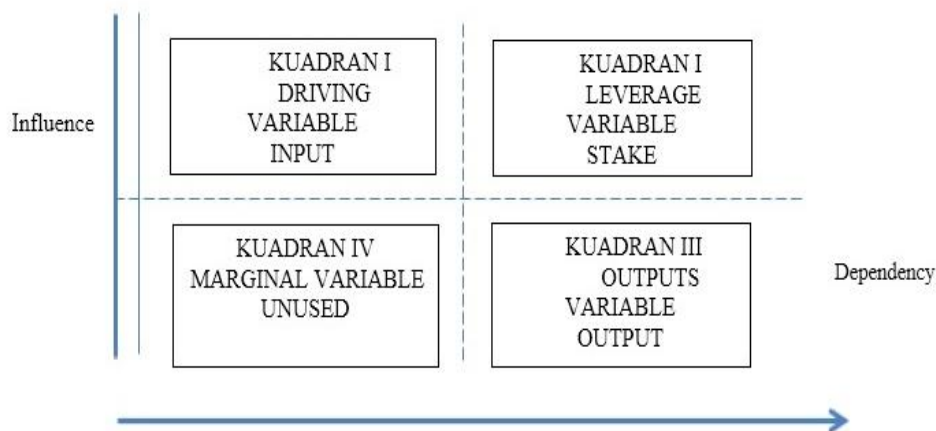 KUADRAN I
DRIVING
VARIABLE
INPUT
KUADRAN I
LEVERAGE
VARIABLE
STAKE
Influence
KUADRAN IV
MARGINAL VARIABLE
UNUSED
KUADRAN III
OUTPUTS
VARIABLE
OUTPUT
Dependency